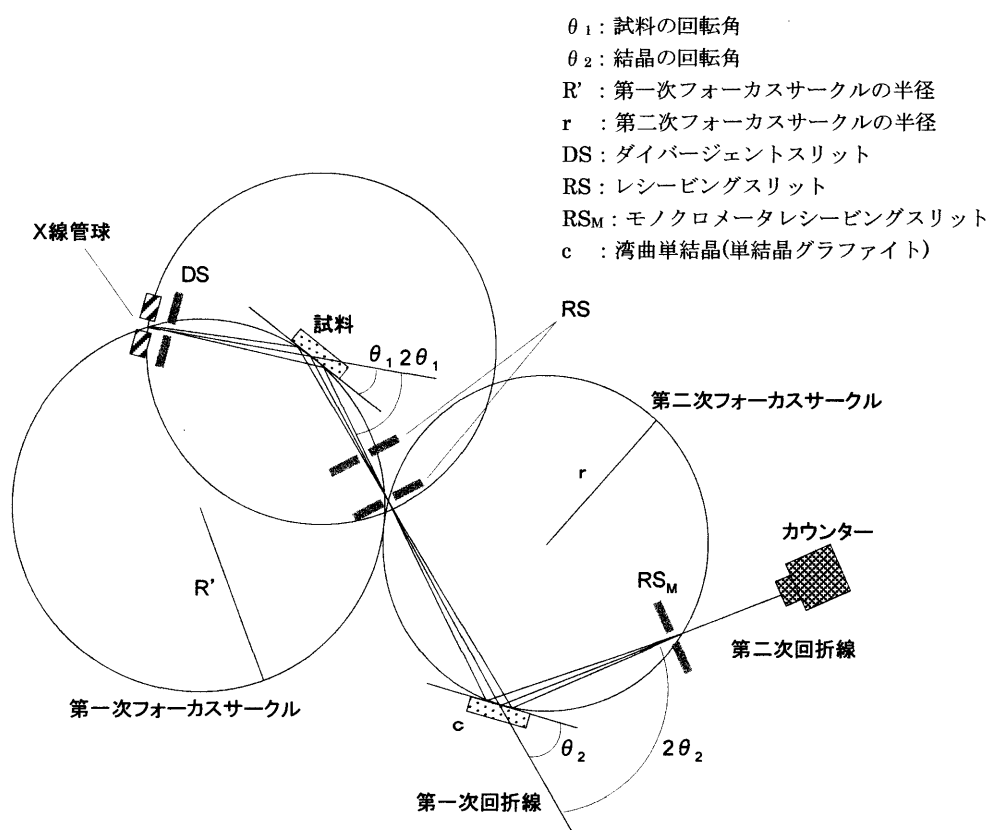 θ1：試料の回転角
θ2：結晶の回転角
R'：第一次フォーカスサークルの半径
r：第二次フォーカスサークルの半径
DS：ダイバージェントスリット
RS：レシービングスリット
RSM：モノクロメータレシービングスリット
c：湾曲単結晶(単結晶グラファイト)
X線管球
DS
試料
RS
θ1 2θ1
第二次フォーカスサークル
r
カウンター
R'
RSM
第二次回折線
第一次フォーカスサークル
c
θ2
2θ2
第一次回折線